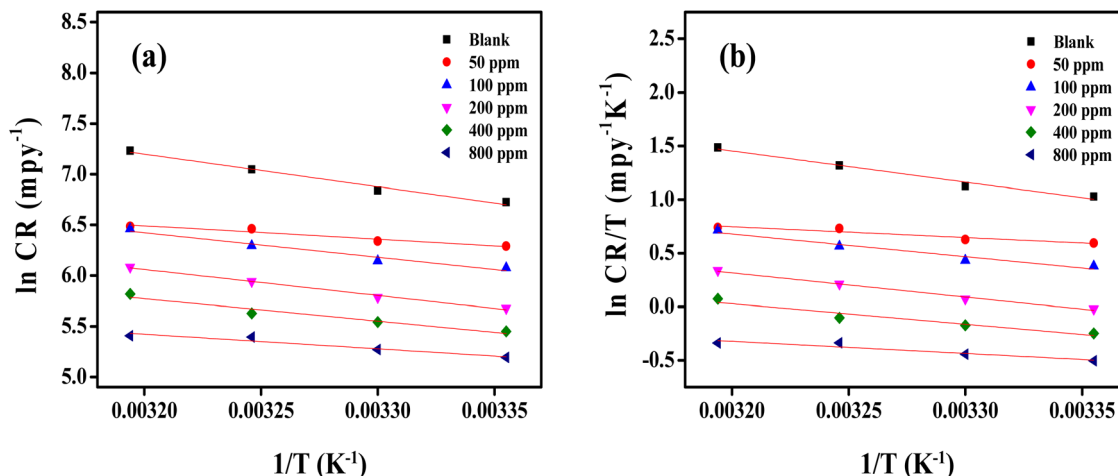 (a)
Blank
50 ppm
100 ppm
200 ppm
400 ppm
800 ppm
8.5
8.0
7.5
7.0
6.5
6.0
5.5
5.0
ln CR (mpy⁻¹)
0.00320 0.00325 0.00330 0.00335
1/T (K⁻¹)
(b)
Blank
50 ppm
100 ppm
200 ppm
400 ppm
800 ppm
2.5
2.0
1.5
1.0
0.5
0.0
-0.5
ln CR/T (mpy⁻¹K⁻¹)
0.00320 0.00325 0.00330 0.00335
1/T (K⁻¹)